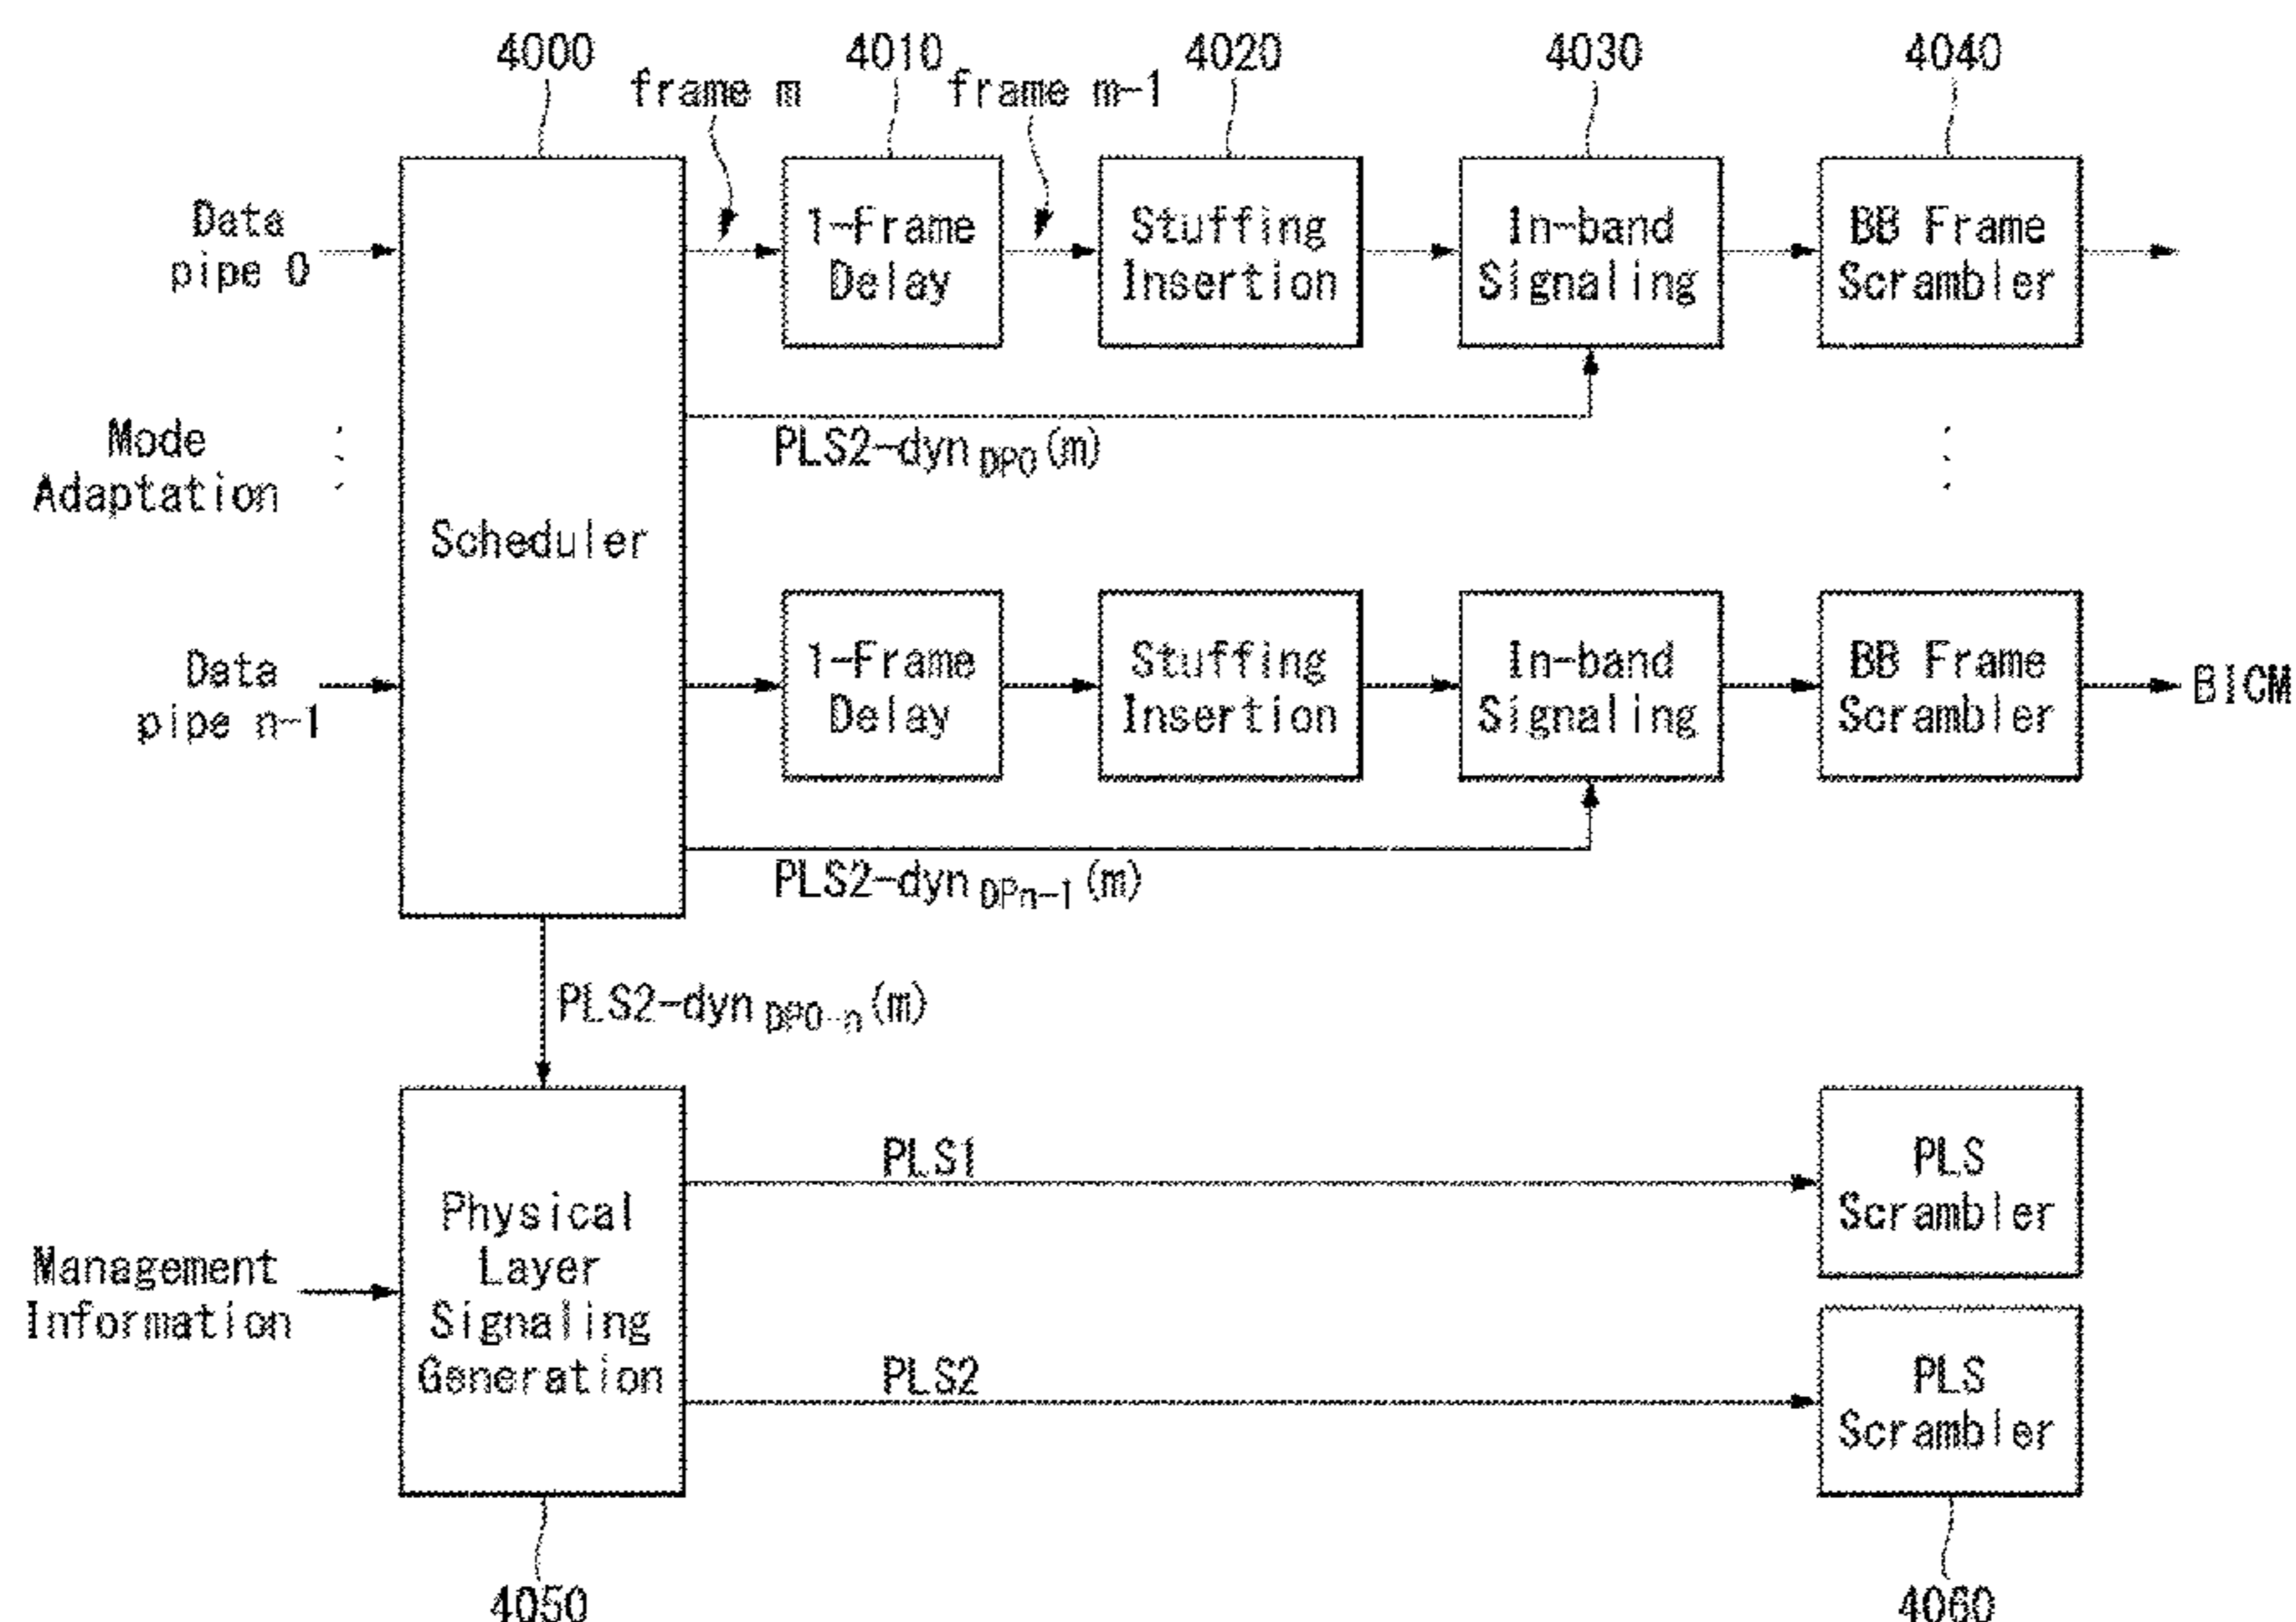 4000
4010
4020
4030
4040
frame m
frame m-1
Data
pipe 0
1-Frame
Delay
Stuffing
Insertion
In-band
Signaling
BB Frame
Scrambler
PLS2-dyn DP0 (m)
Mode
Adaptation
Scheduler
Data
pipe n-1
1-Frame
Delay
Stuffing
Insertion
In-band
Signaling
BB Frame
Scrambler
BICM
PLS2-dyn DPn-1 (m)
PLS2-dyn DP0-n (m)
Management
Information
Physical
Layer
Signaling
Generation
PLS1
PLS
Scrambler
PLS2
PLS
Scrambler
4050
4060